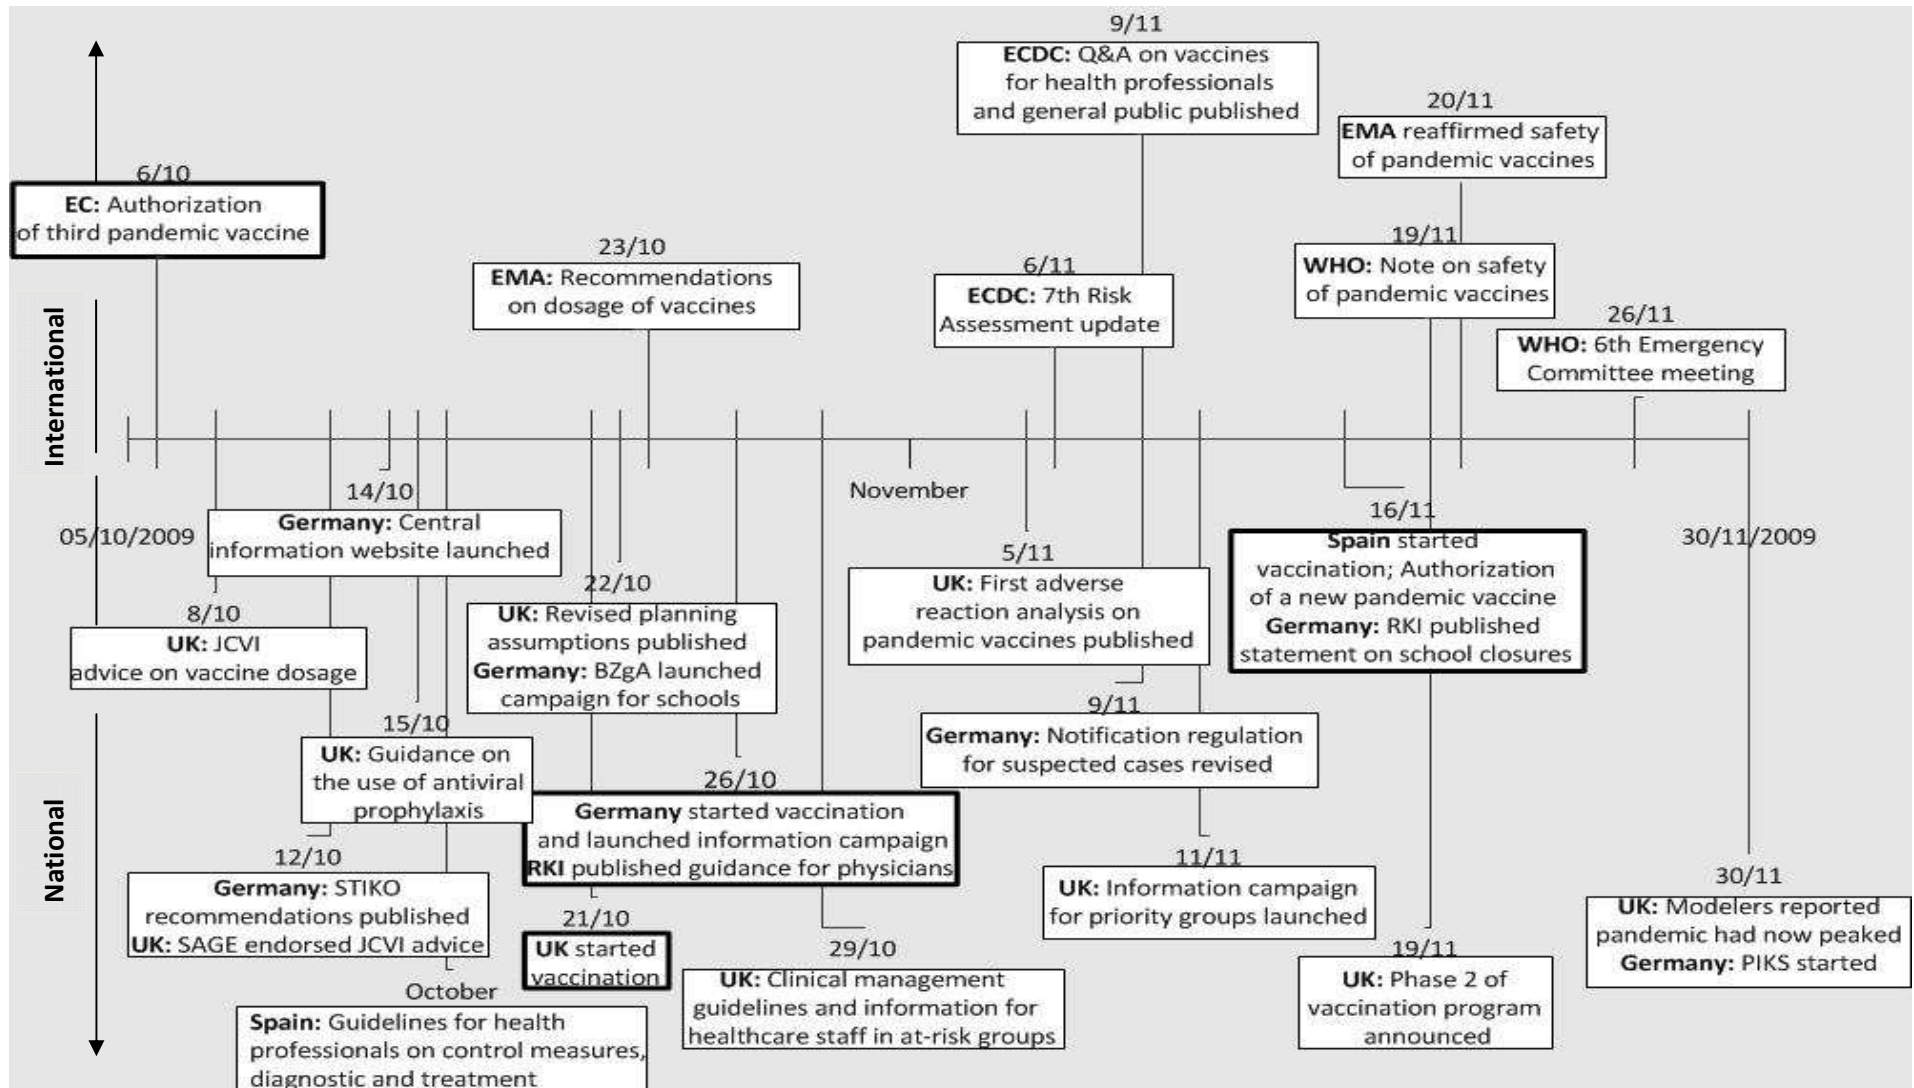 9/11
ECDC: Q&A on vaccines
for health professionals
and general public published
20/11
EMA reaffirmed safety
of pandemic vaccines
6/10
EC: Authorization
of third pandemic vaccine
23/10
EMA: Recommendations
on dosage of vaccines
6/11
ECDC: 7th Risk
Assessment update
19/11
WHO: Note on safety
of pandemic vaccines
26/11
WHO: 6th Emergency
Committee meeting
International
National
05/10/2009
November
30/11/2009
14/10
Germany: Central
information website launched
8/10
UK: JCVI
advice on vaccine dosage
22/10
UK: Revised planning
assumptions published
Germany: BZgA launched
campaign for schools
5/11
UK: First adverse
reaction analysis on
pandemic vaccines published
16/11
Spain started
vaccination; Authorization
of a new pandemic vaccine
Germany: RKI published
statement on school closures
15/10
UK: Guidance on
the use of antiviral
prophylaxis
9/11
Germany: Notification regulation
for suspected cases revised
26/10
Germany started vaccination
and launched information campaign
RKI published guidance for physicians
12/10
Germany: STIKO
recommendations published
UK: SAGE endorsed JCVI advice
21/10
UK started
vaccination
11/11
UK: Information campaign
for priority groups launched
30/11
UK: Modelers reported
pandemic had now peaked
Germany: PIKS started
29/10
UK: Clinical management
guidelines and information for
healthcare staff in at-risk groups
19/11
UK: Phase 2 of
vaccination program
announced
October
Spain: Guidelines for health
professionals on control measures,
diagnostic and treatment